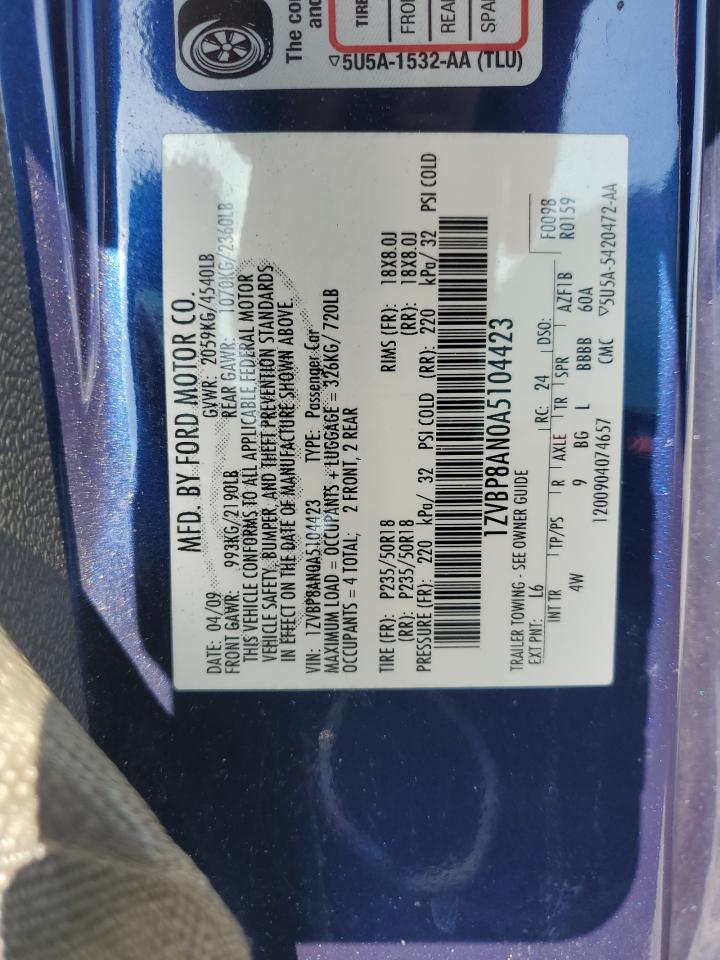 MFD. BY FORD MOTOR CO.
DATE: 04/09 GVWR: 2059KG/4540LB
FRONT GAWR: 993KG/2190LB REAR GAWR: 1070KG/2360LB
THIS VEHICLE CONFORMS TO ALL APPLICABLE FEDERAL MOTOR
VEHICLE SAFETY, BUMPER, AND THEFT PREVENTION STANDARDS
IN EFFECT ON THE DATE OF MANUFACTURE SHOWN ABOVE.
VIN: 1ZVBP8AN0A5104423 TYPE: Passenger Car
MAXIMUM LOAD = OCCUPANTS + LUGGAGE = 326KG/ 720LB
OCCUPANTS = 4 TOTAL; 2 FRONT, 2 REAR
TIRE (FR): P235/50R18 RIMS (FR): 18X8.0J
(RR): P235/50R18 (RR): 18X8.0J
PRESSURE (FR): 220 kPa/ 32 PSI COLD (RR): 220 kPa/ 32 PSI COLD
1ZVBP8AN0A5104423
TRAILER TOWING - SEE OWNER GUIDE F0098
EXT PNT: L6 RC: 24 DSO: R0159
INT TR TP/PS R AXLE TR SPR AZF1B
4W 9 BG L BBBB 60A
1200904074657 CMC
▽5U5A-5420472-AA
The co
and
TIRE
FRO
REA
SPA
▽5U5A-1532-AA (TLU)